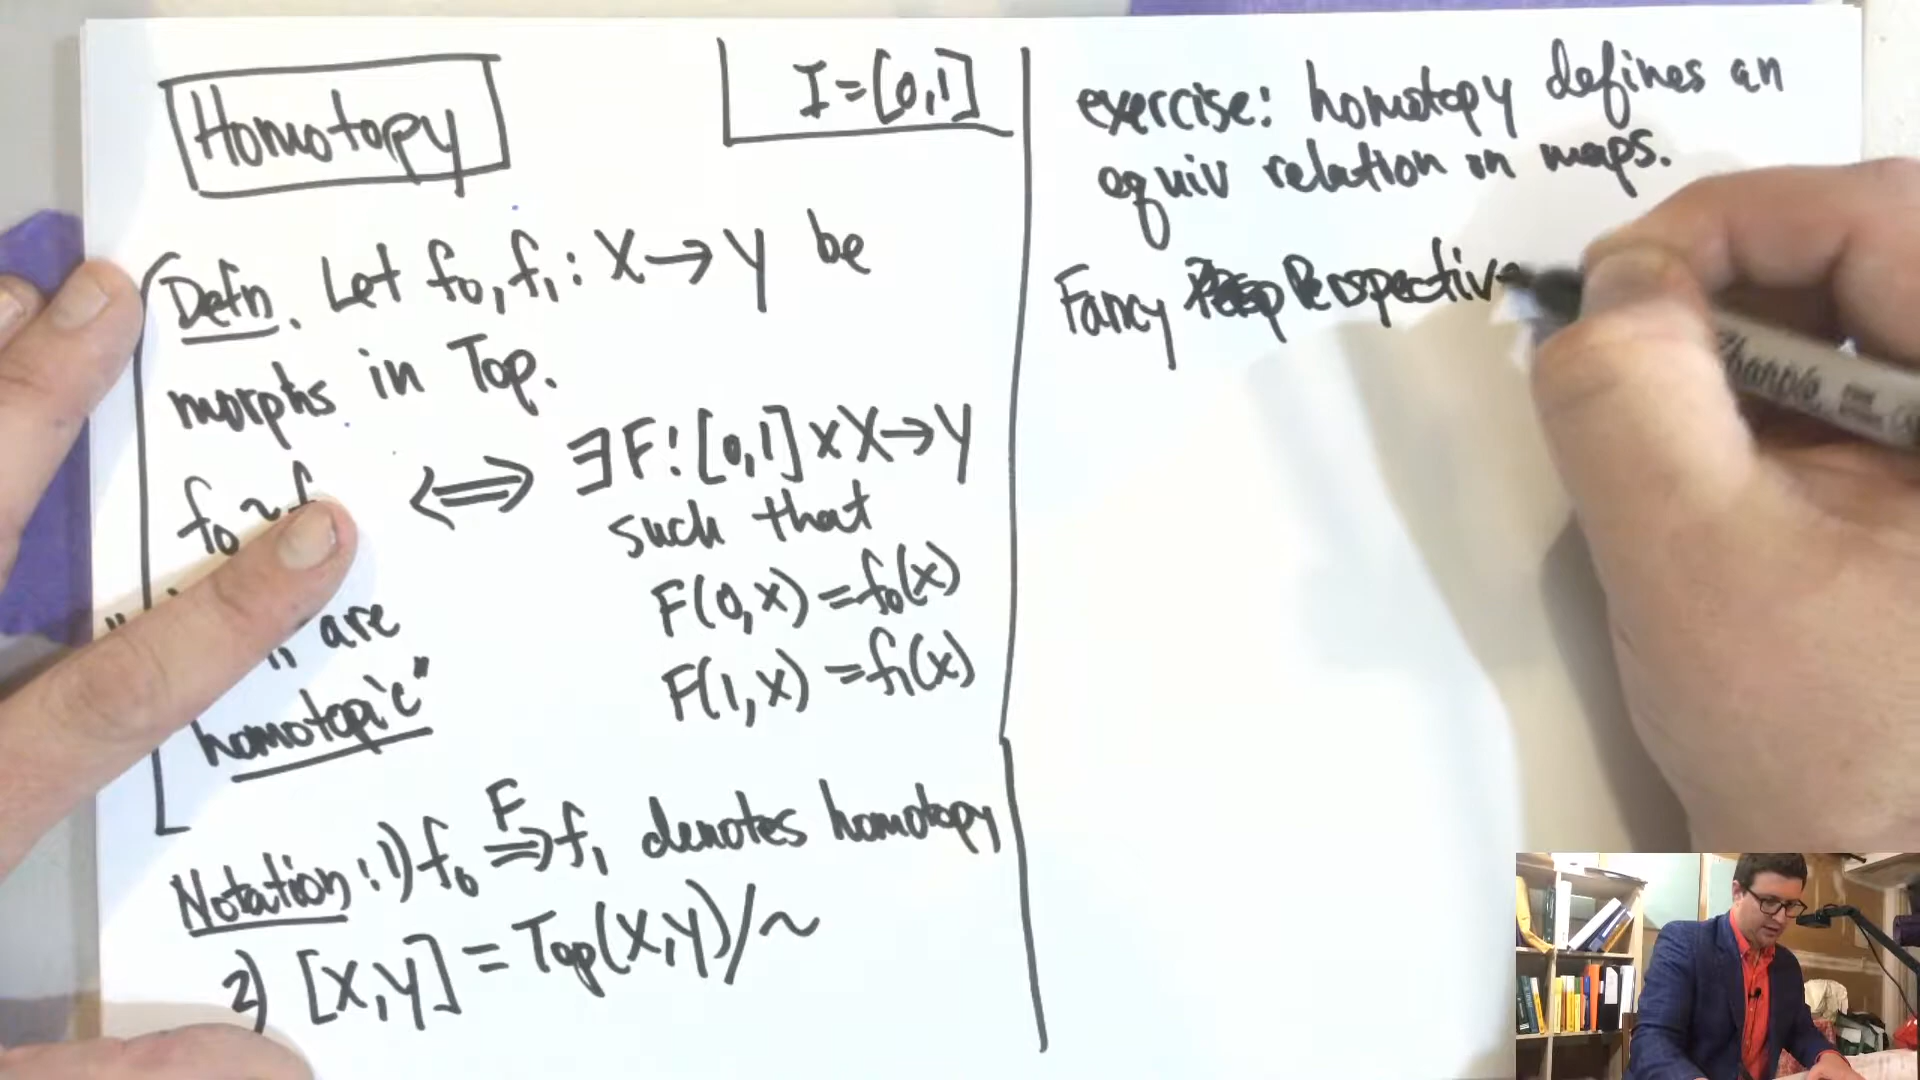 Homotopy
I=[0,1]
Defn. Let f₀,f₁: X→Y be
morphs in Top.
f₀~f ⟺ ∃F:[0,1]×X→Y
such that
F(0,x)=f₀(x)
F(1,x)=f₁(x)
" are
homotopic"
Notation: 1) f₀ ⇒ f₁ denotes homotopy
F
2) [X,Y] = Top(X,Y)/~
exercise: homotopy defines an
equiv relation on maps.
Fancy Perspective
Sharpie